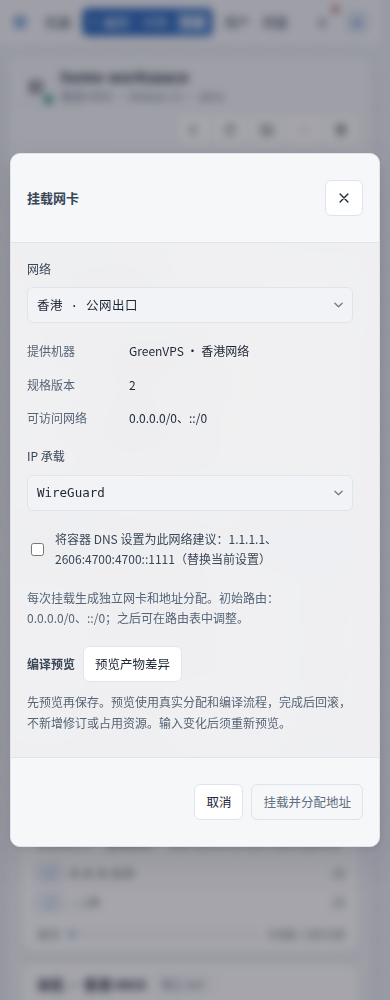 home workspace
挂载网卡
网络
香港 · 公网出口
提供机器 GreenVPS · 香港网络
规格版本 2
可访问网络 0.0.0.0/0、::/0
IP 承载
WireGuard
将容器 DNS 设置为此网络建议：1.1.1.1、
2606:4700:4700::1111（替换当前设置）
每次挂载生成独立网卡和地址分配。初始路由：
0.0.0.0/0、::/0；之后可在路由表中调整。
编译预览 预览产物差异
先预览再保存。预览使用真实分配和编译流程，完成后回滚，
不新增修订或占用资源。输入变化后须重新预览。
取消 挂载并分配地址